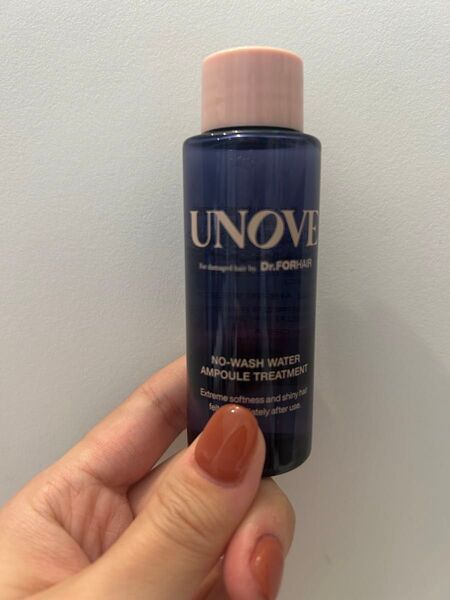 UNOVE
For damaged hair by Dr.FORHAIR
NO-WASH WATER
AMPOULE TREATMENT
Extreme softness and shiny hair
after use.